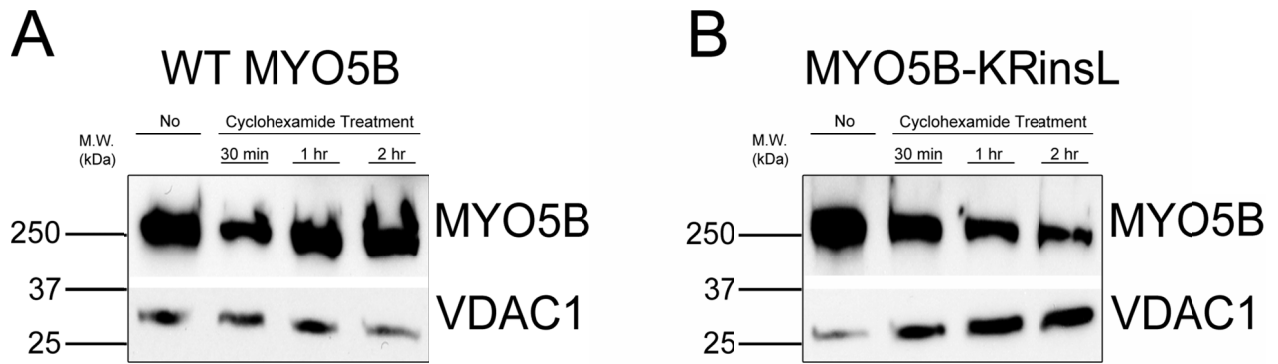 A
WT MYO5B
No
Cyclohexamide Treatment
M.W.
(kDa)
30 min
1 hr
2 hr
250
MYO5B
37
VDAC1
25
B
MYO5B-KRinsL
No
Cyclohexamide Treatment
M.W.
(kDa)
30 min
1 hr
2 hr
250
MYO5B
37
VDAC1
25